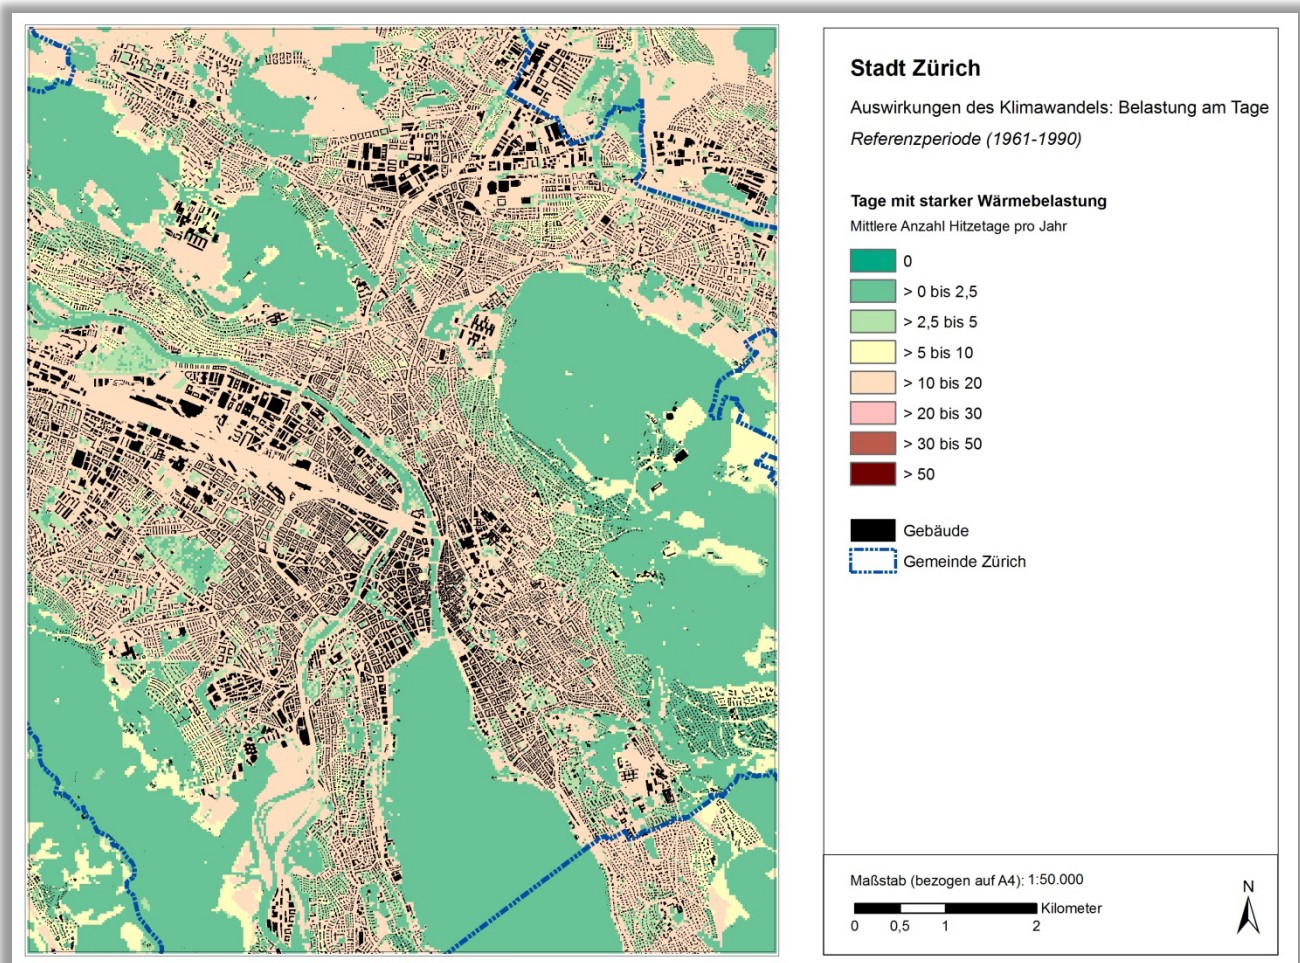 Stadt Zürich
Auswirkungen des Klimawandels: Belastung am Tage
Referenzperiode (1961-1990)
Tage mit starker Wärmebelastung
Mittlere Anzahl Hitzetage pro Jahr
0
> 0 bis 2,5
> 2,5 bis 5
> 5 bis 10
> 10 bis 20
> 20 bis 30
> 30 bis 50
> 50
Gebäude
Gemeinde Zürich
Maßstab (bezogen auf A4): 1:50.000
N
Kilometer
0 0,5 1 2